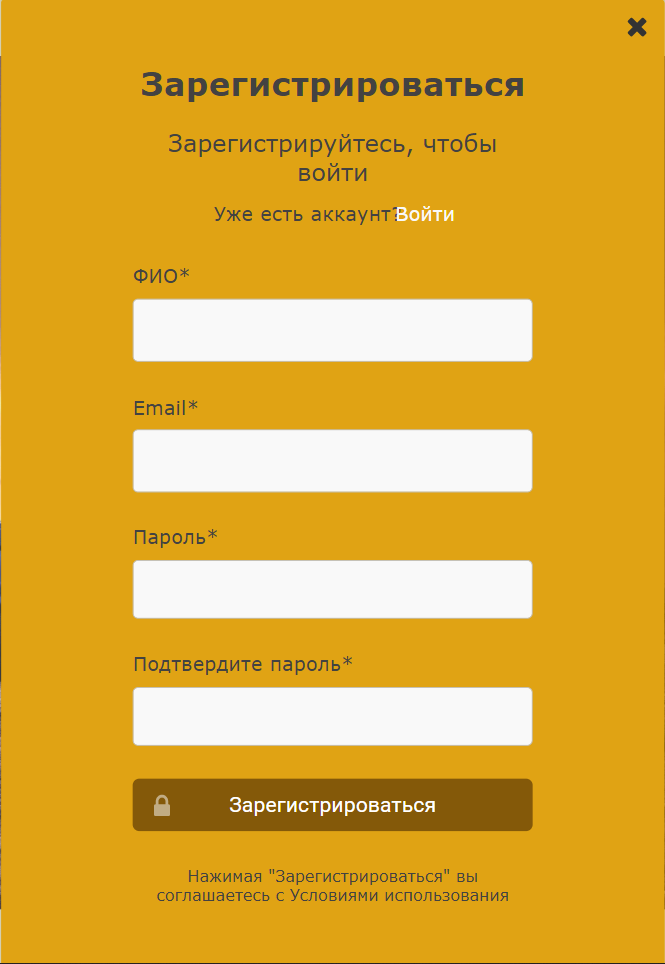 Зарегистрироваться
Зарегистрируйтесь, чтобы
войти
Уже есть аккаунт?Войти
ФИО*
Email*
Пароль*
Подтвердите пароль*
Зарегистрироваться
Нажимая "Зарегистрироваться" вы
соглашаетесь с Условиями использования